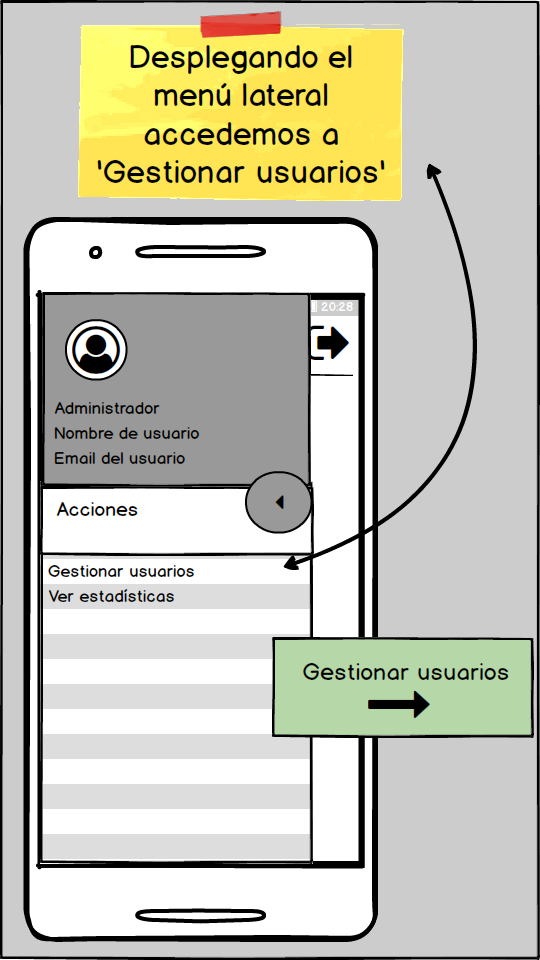 Desplegando el
menú lateral
accedemos a
'Gestionar usuarios'
20:28
Administrador
Nombre de usuario
Email del usuario
Acciones
Gestionar usuarios
Ver estadísticas
Gestionar usuarios